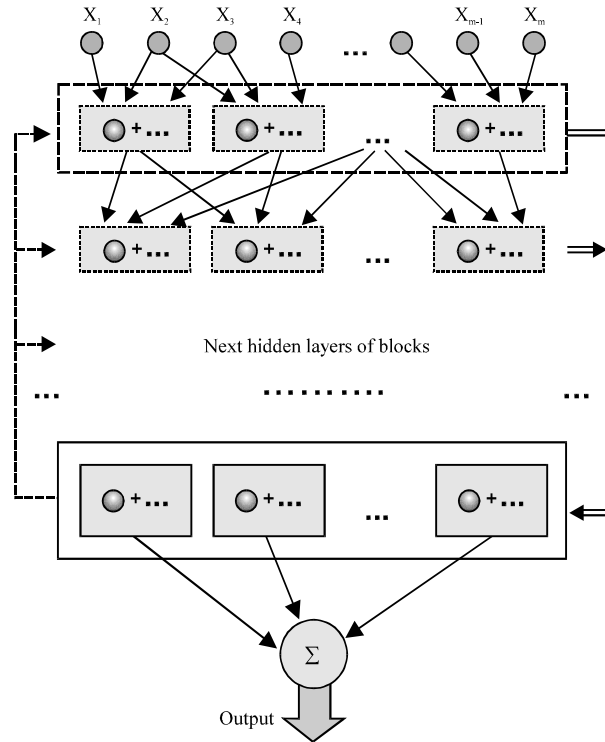 X1 X2 X3 X4 ... Xm-1 Xm
+ ... + ... ... + ...
+ ... + ... ... + ...
Next hidden layers of blocks
... .......... ...
+ ... + ... ... + ...
Σ
Output